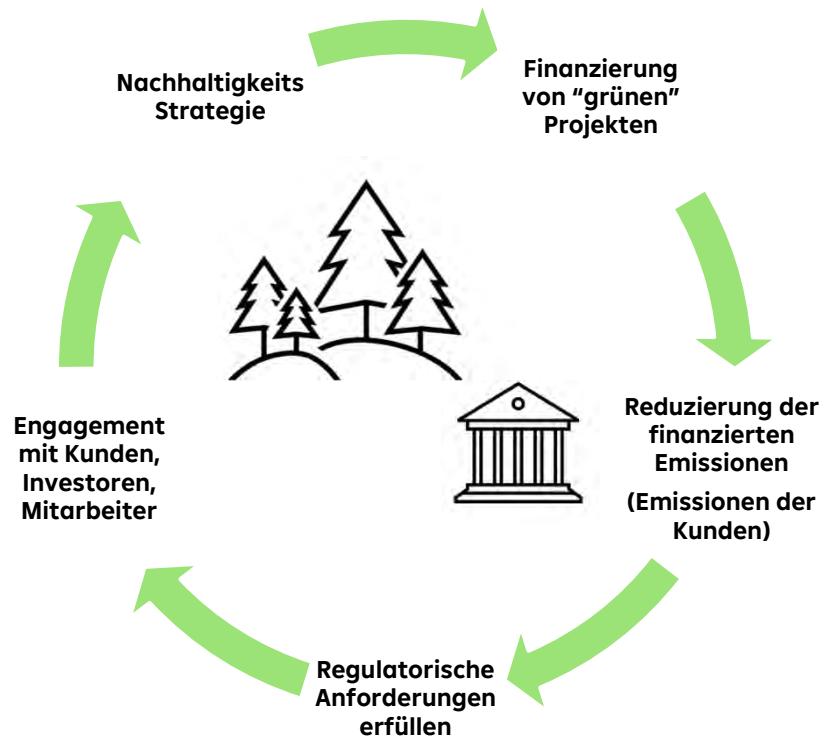 Nachhaltigkeits
Strategie
Finanzierung
von “grünen”
Projekten
Reduzierung der
finanzierten
Emissionen
(Emissionen der
Kunden)
Regulatorische
Anforderungen
erfüllen
Engagement
mit Kunden,
Investoren,
Mitarbeiter